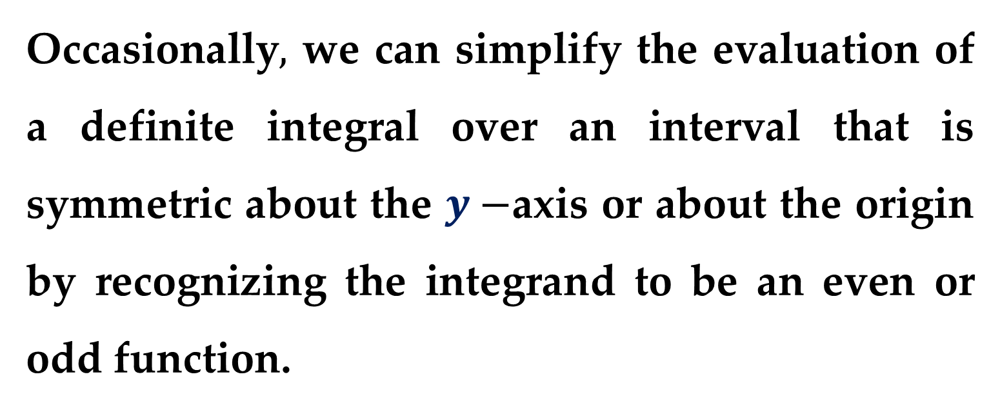 Occasionally, we can simplify the evaluation of
a definite integral over an interval that is
symmetric about the y –axis or about the origin
by recognizing the integrand to be an even or
odd function.